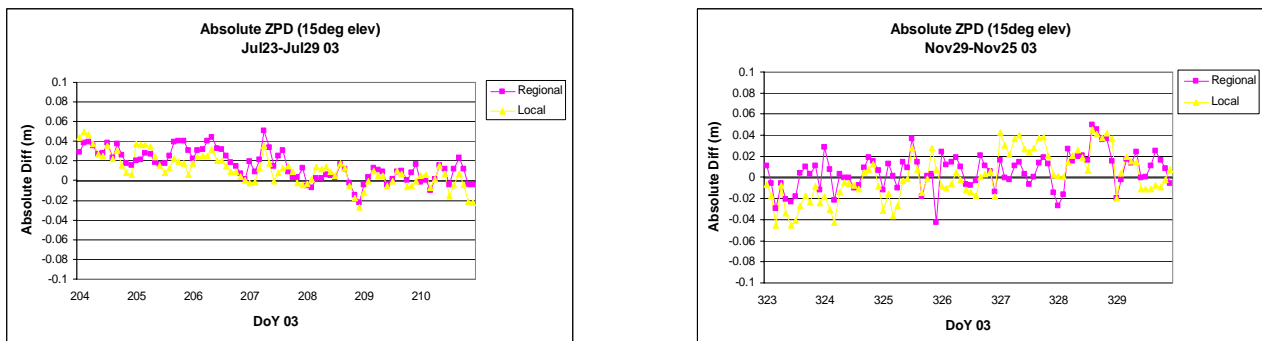 Absolute ZPD (15deg elev)
Jul23-Jul29 03
0.1
0.08
0.06
0.04
0.02
0
-0.02
-0.04
-0.06
-0.08
-0.1
Absolute Diff (m)
204 205 206 207 208 209 210
DoY 03
Regional
Local
Absolute ZPD (15deg elev)
Nov29-Nov25 03
0.1
0.08
0.06
0.04
0.02
0
-0.02
-0.04
-0.06
-0.08
-0.1
Absolute Diff (m)
323 324 325 326 327 328 329
DoY 03
Regional
Local